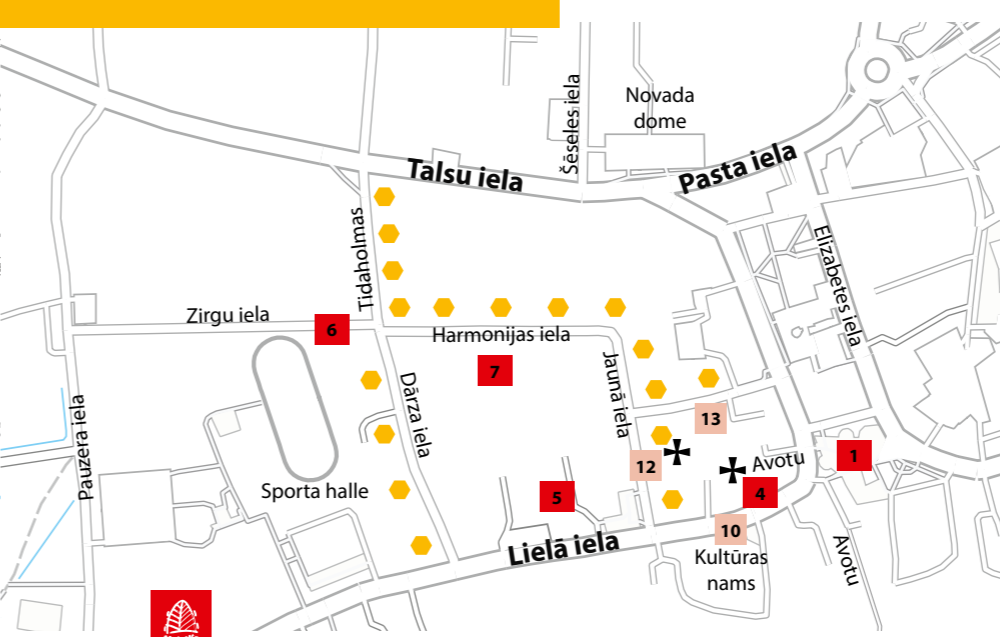 Novada
dome
Šēseles iela
Talsu iela
Pasta iela
Tidaholmas
Elizabetes iela
Zirgu iela
6
Harmonijas iela
7
Jaunā iela
Dārza iela
Pauzera iela
13
12
Avotu
1
4
Sporta halle
5
10
Lielā iela
Kultūras
nams
Avotu